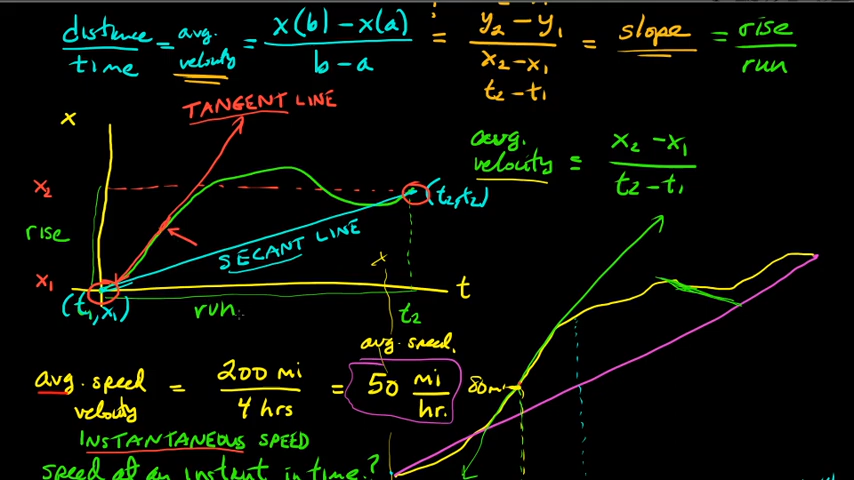 distance/time = avg. velocity = x(b) - x(a)/b - a = y2 - y1/x2 - x1 = slope = rise/run
t2 - t1
TANGENT LINE
x
avg. velocity = x2 - x1/t2 - t1
x2
(t2, x2)
rise
SECANT LINE
x1
t
(t1, x1)
run
t2
x
avg. speed.
avg. speed = 200 mi/4 hrs = 50 mi/hr.
velocity
80 mi
INSTANTANEOUS SPEED
speed at an instant in time?